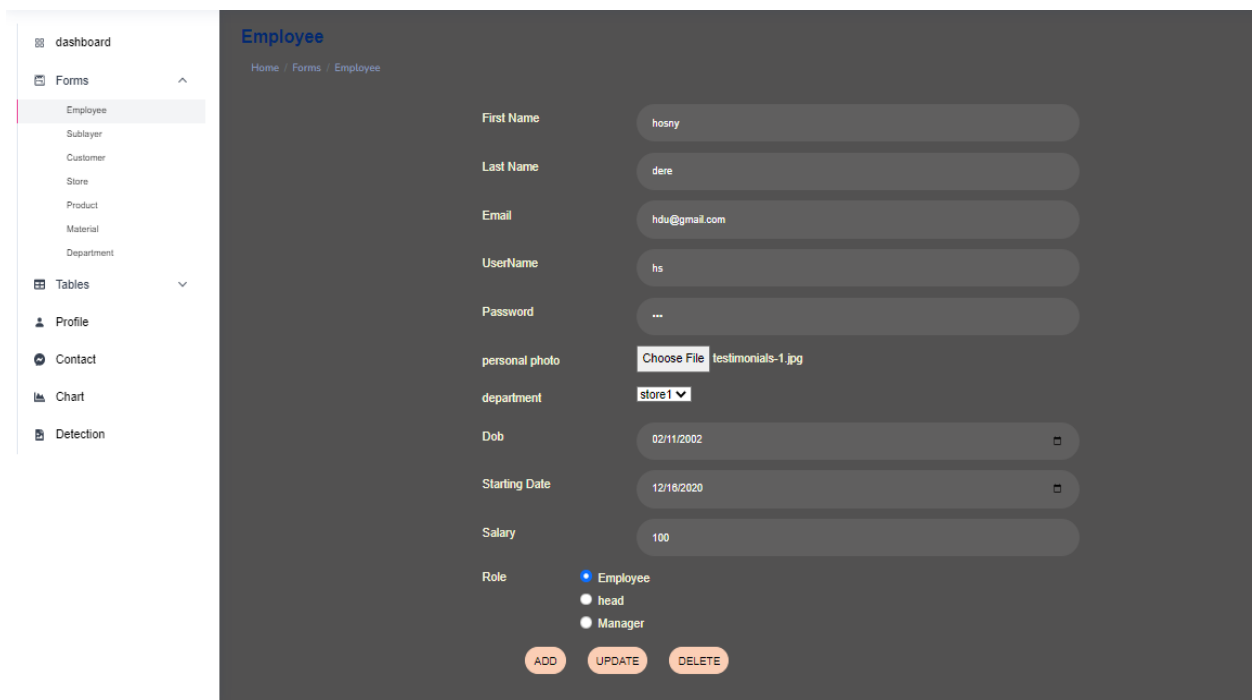 dashboard
Forms
Employee
Sublayer
Customer
Store
Product
Material
Department
Tables
Profile
Contact
Chart
Detection
Employee
Home / Forms / Employee
First Name hosny
Last Name dere
Email hdu@gmail.com
UserName hs
Password •••
personal photo Choose File testimonials-1.jpg
department store1
Dob 02/11/2002
Starting Date 12/16/2020
Salary 100
Role Employee
head
Manager
ADD UPDATE DELETE